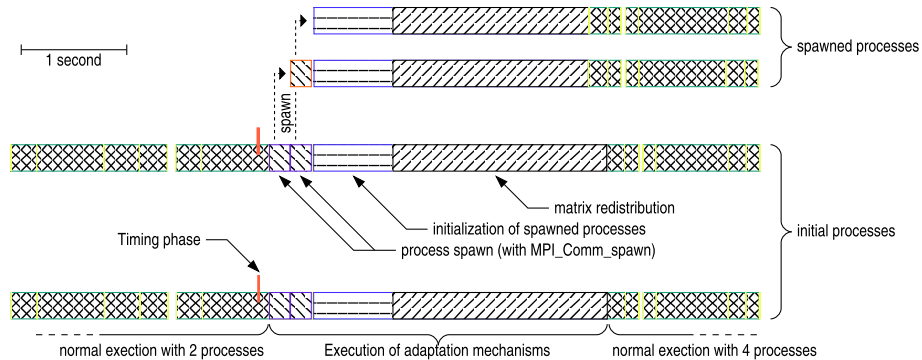 spawned processes
1 second
spawn
matrix redistribution
initialization of spawned processes
initial processes
Timing phase
process spawn (with MPI_Comm_spawn)
normal exection with 2 processes
Execution of adaptation mechanisms
normal exection with 4 processes